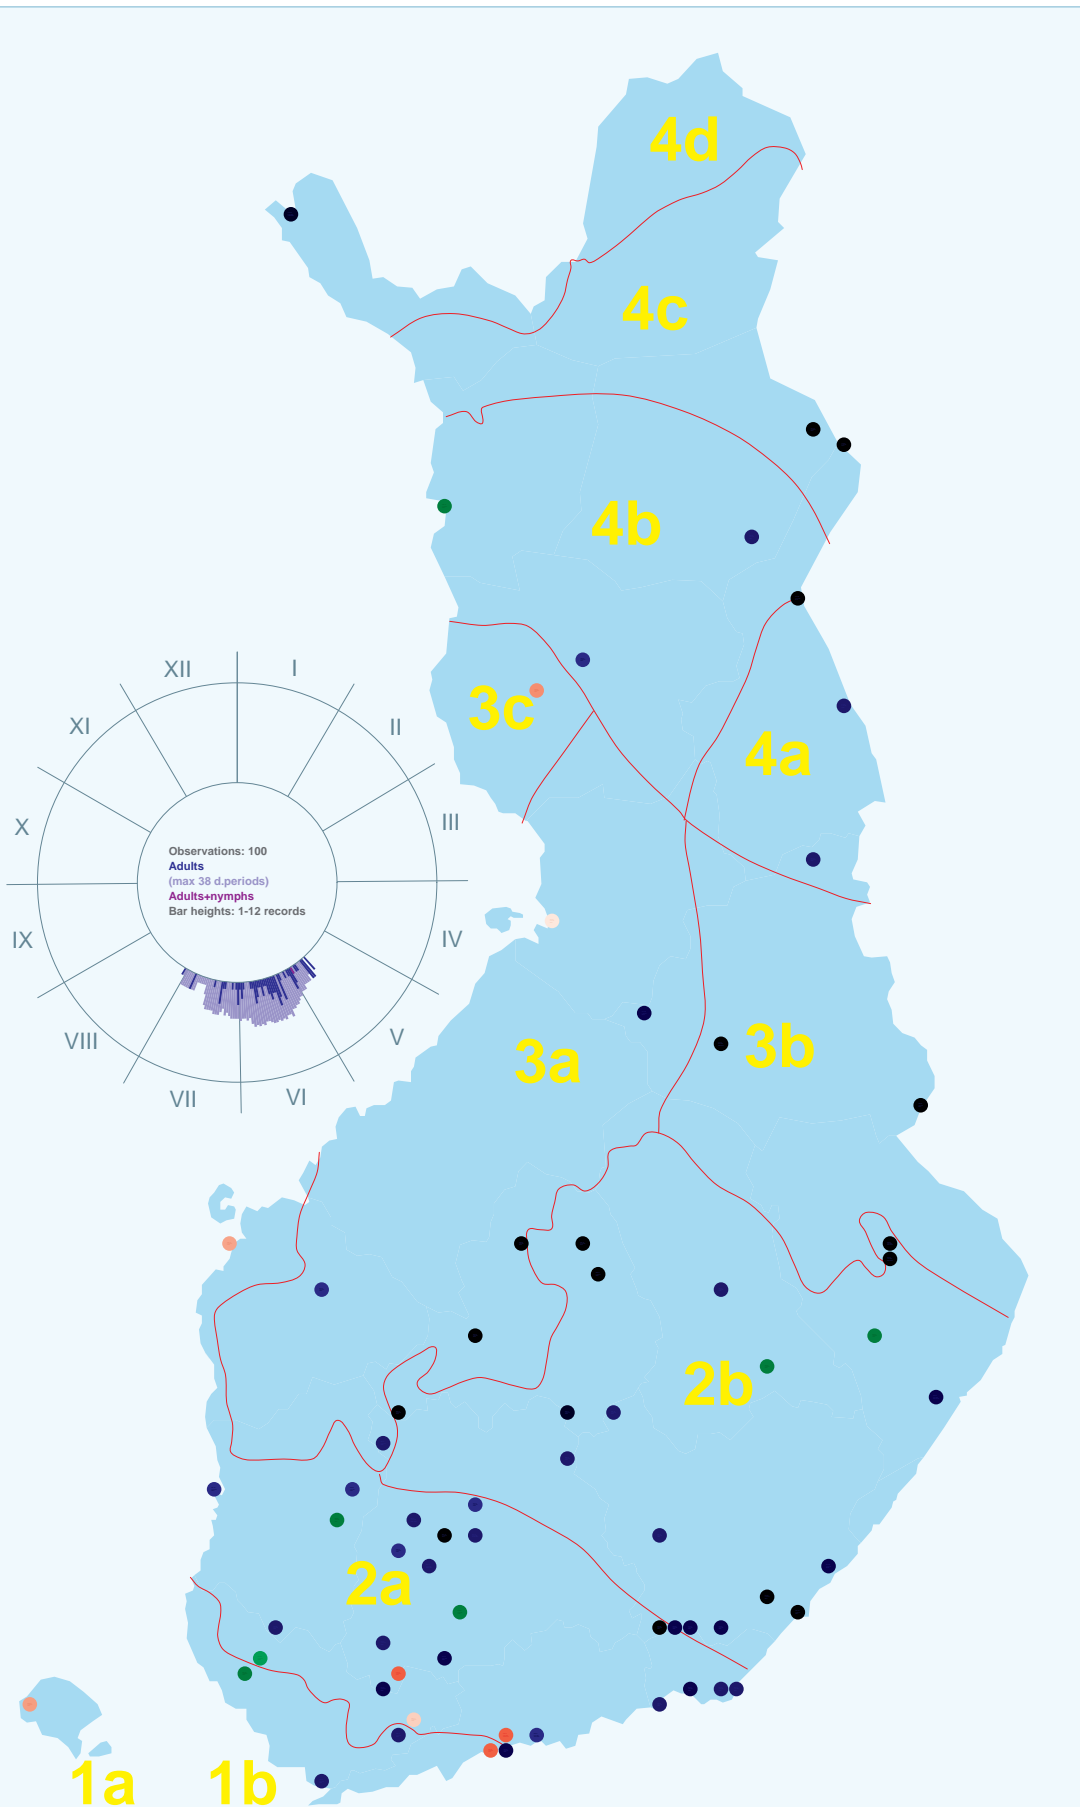 4d
4c
4b
3c
4a
XII
I
XI
II
X
III
Observations: 100
Adults
(max 38 d.periods)
Adults+nymphs
Bar heights: 1-12 records
IX
IV
VIII
V
VII
VI
3a
3b
2b
2a
1a
1b